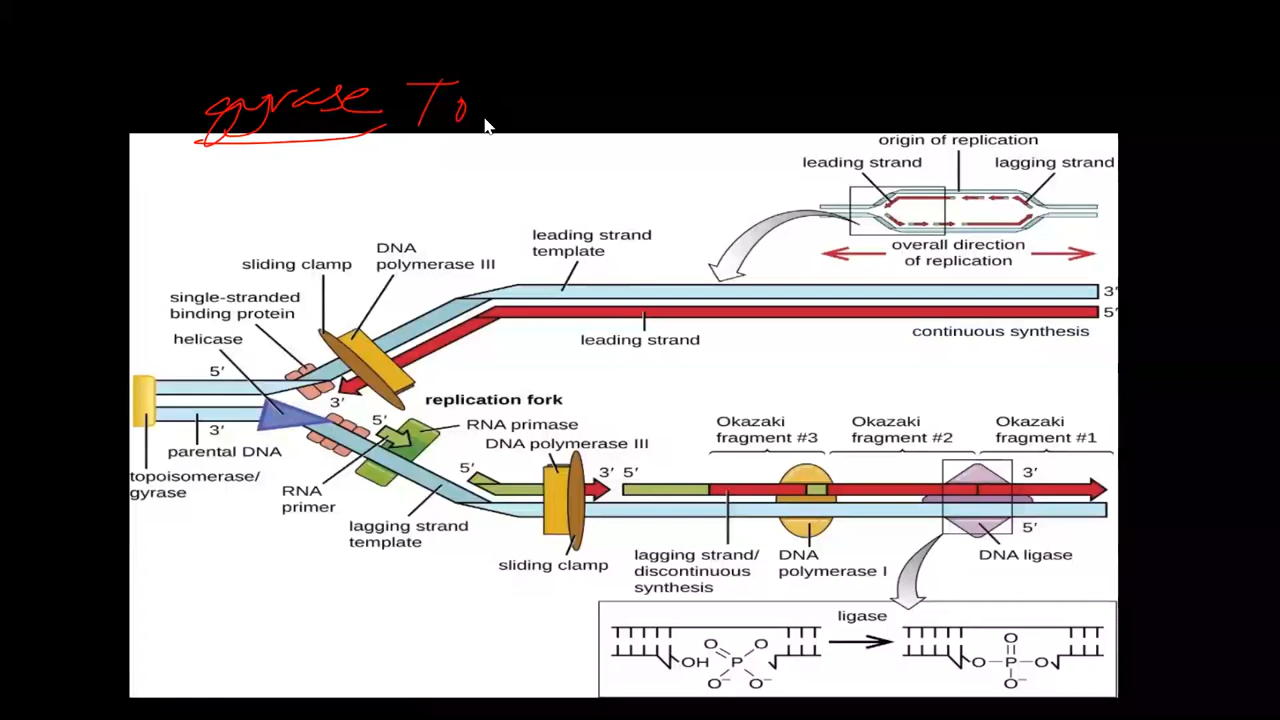 gyrase To
origin of replication
leading strand
lagging strand
overall direction
of replication
leading strand
template
DNA
polymerase III
sliding clamp
single-stranded
binding protein
helicase
3′
5′
continuous synthesis
leading strand
5′
3′
replication fork
3′
parental DNA
topoisomerase/
gyrase
5′
RNA primase
DNA polymerase III
RNA
primer
lagging strand
template
5′
3′
5′
sliding clamp
Okazaki
fragment #3
Okazaki
fragment #2
Okazaki
fragment #1
3′
5′
lagging strand/
discontinuous
synthesis
DNA
polymerase I
DNA ligase
ligase
OH
O
O
P
O⁻
O⁻
O
O
P
O
O⁻